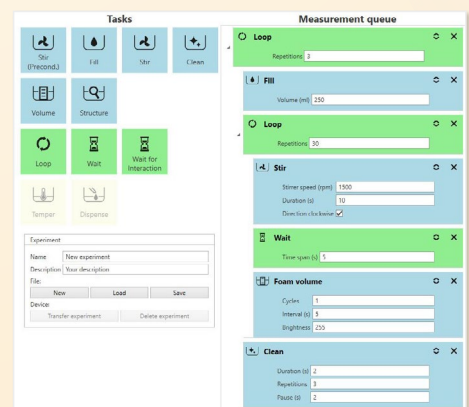 Tasks
Stir
(Precond.)
Fill
Stir
Clean
Volume
Structure
Loop
Wait
Wait for
Interaction
Temper
Dispense
Experiment
Name New experiment
Description Your description
File:
New Load Save
Device:
Transfer experiment Delete experiment
Measurement queue
Loop
Repetitions 3
Fill
Volume (ml) 250
Loop
Repetitions 30
Stir
Stirrer speed (rpm) 1500
Duration (s) 10
Direction clockwise
Wait
Time span (s) 5
Foam volume
Cycles 1
Interval (s) 5
Brightness 255
Clean
Duration (s) 2
Repetitions 3
Pause (s) 2